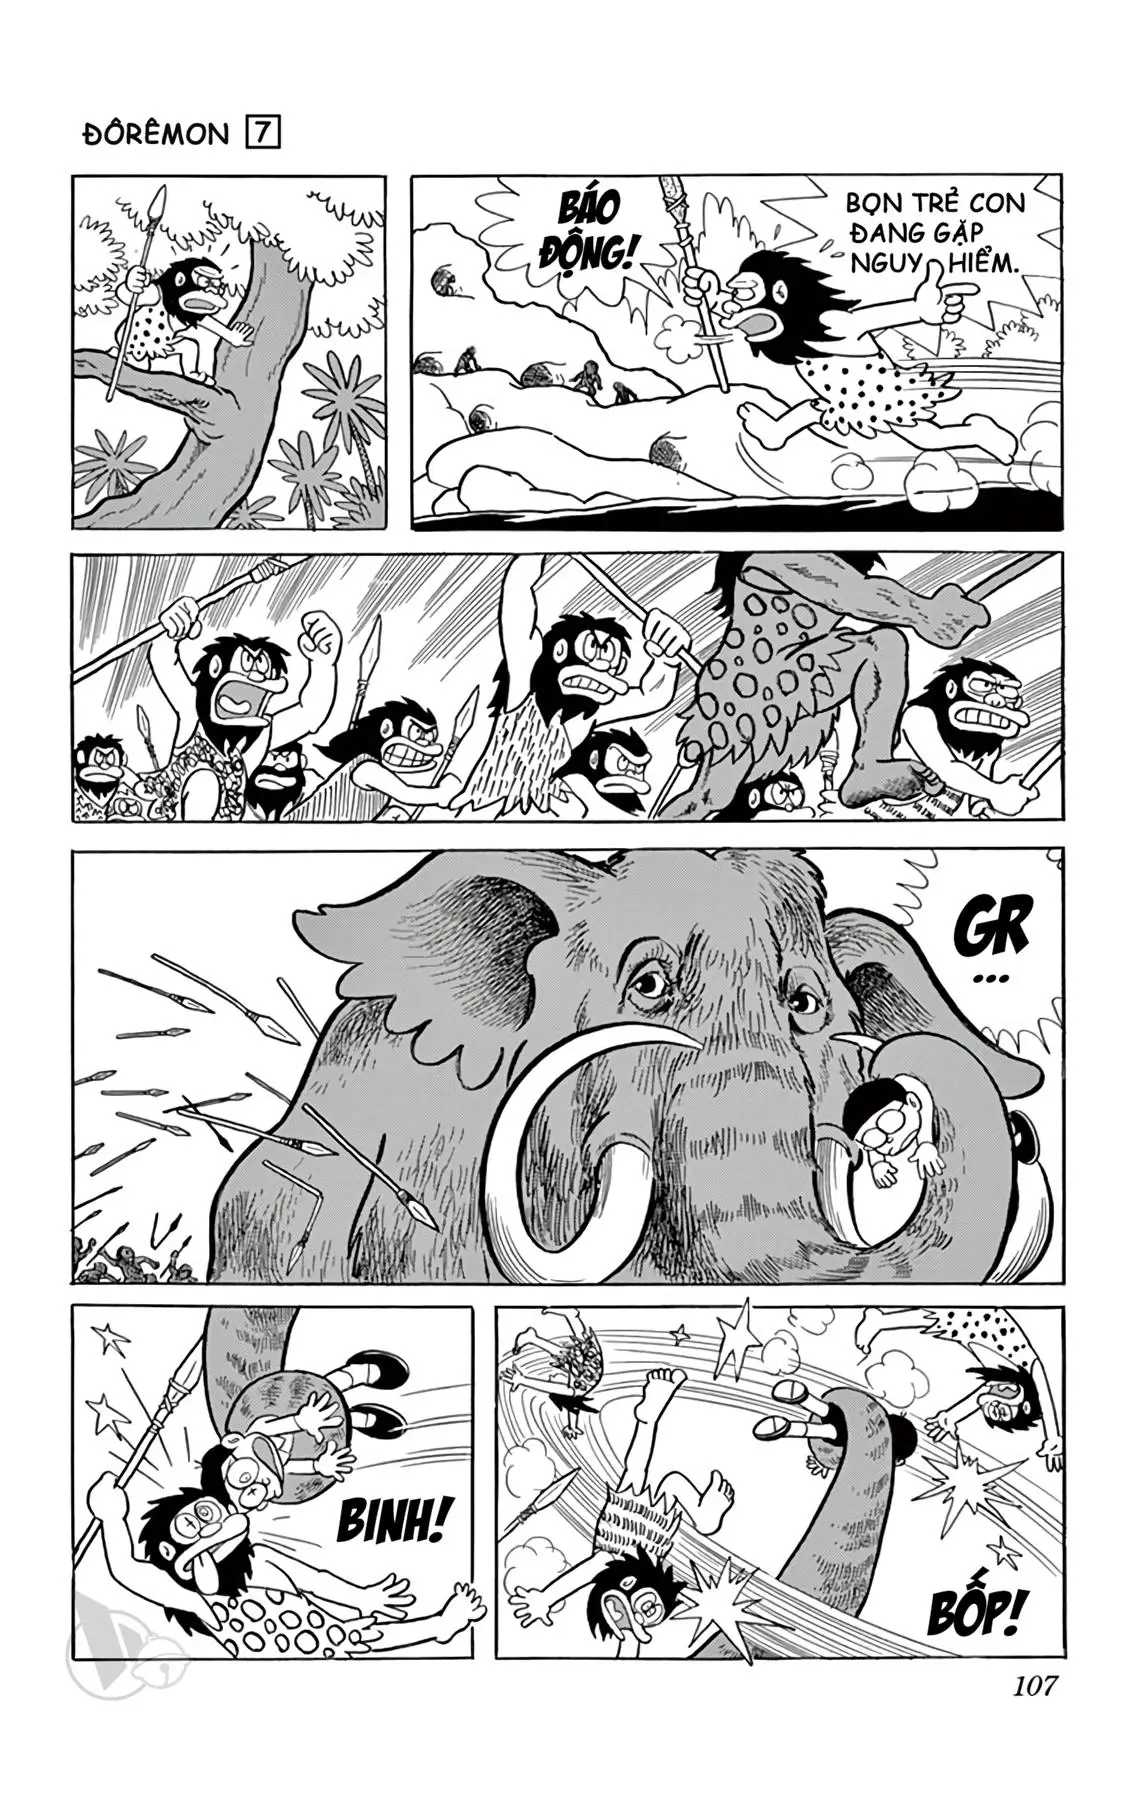 ĐÔRÊMON 7
BÁO
ĐỘNG!
BỌN TRẺ CON
ĐANG GẶP
NGUY HIỂM.
GR
...
BINH!
BỐP!
107